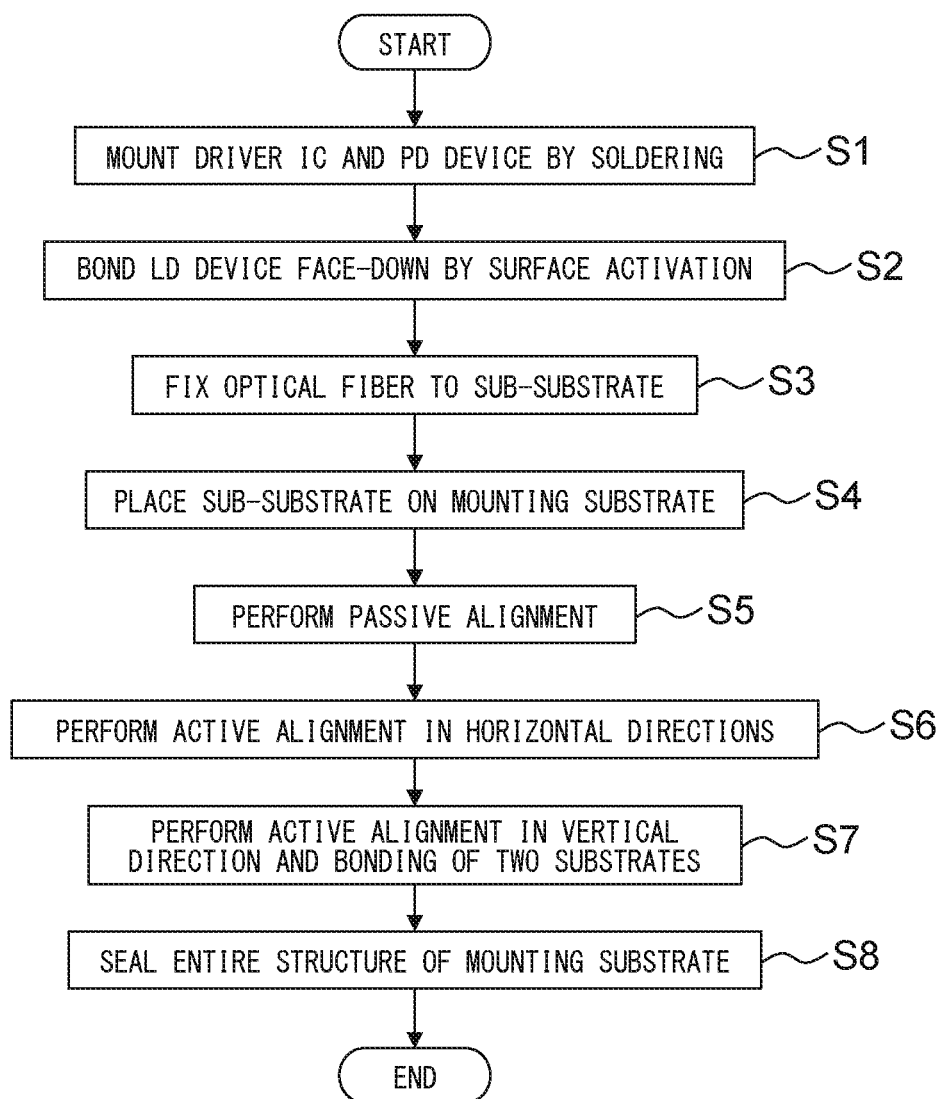 START
MOUNT DRIVER IC AND PD DEVICE BY SOLDERING
S1
BOND LD DEVICE FACE-DOWN BY SURFACE ACTIVATION
S2
FIX OPTICAL FIBER TO SUB-SUBSTRATE
S3
PLACE SUB-SUBSTRATE ON MOUNTING SUBSTRATE
S4
PERFORM PASSIVE ALIGNMENT
S5
PERFORM ACTIVE ALIGNMENT IN HORIZONTAL DIRECTIONS
S6
PERFORM ACTIVE ALIGNMENT IN VERTICAL
DIRECTION AND BONDING OF TWO SUBSTRATES
S7
SEAL ENTIRE STRUCTURE OF MOUNTING SUBSTRATE
S8
END